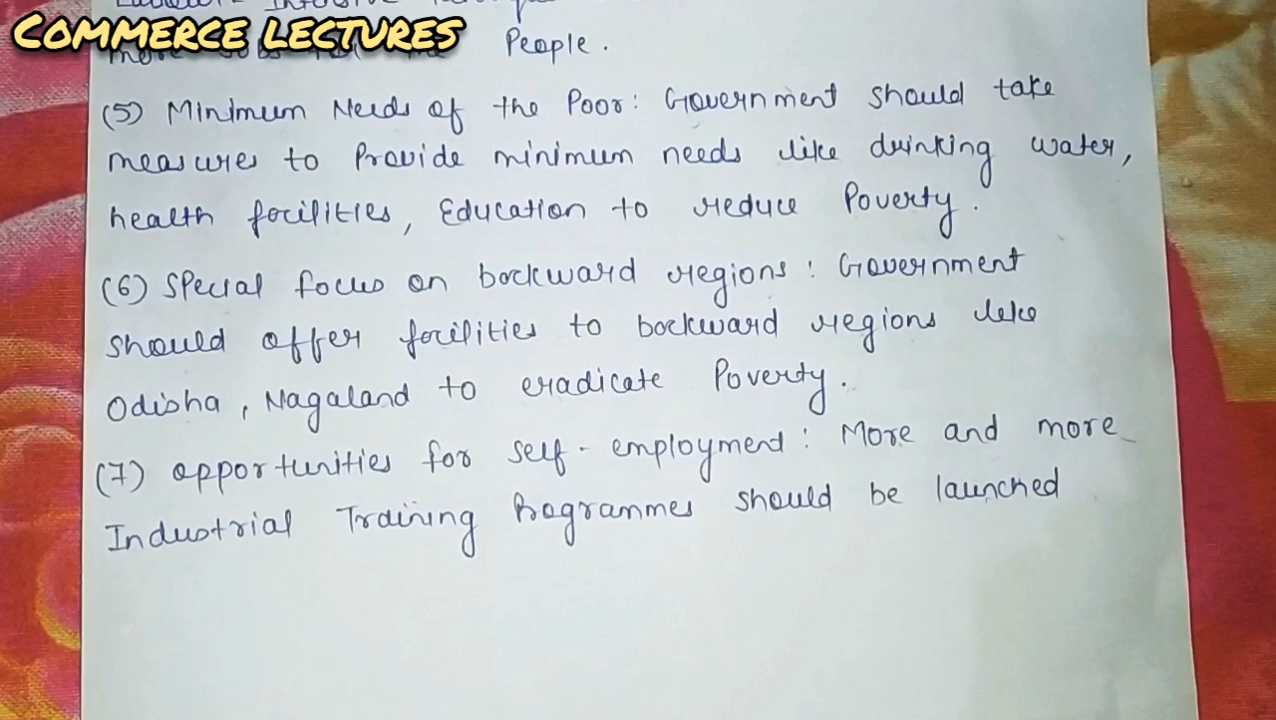 COMMERCE LECTURES
People.
(5) Minimum Needs of the Poor: Government should take
measures to Provide minimum needs like drinking water,
health facilities, Education to reduce Poverty.
(6) Special focus on backward regions: Government
should offer facilities to backward regions like
Odisha, Nagaland to eradicate Poverty.
(7) opportunities for self-employment: More and more
Industrial Training Programmes should be launched